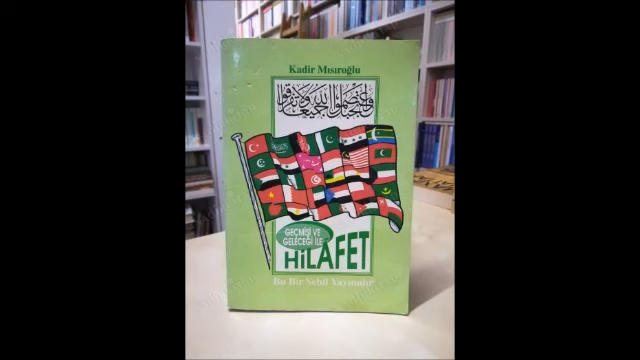 Kadir Mısıroğlu
واعتصموا بحبل الله جميعا ولا تفرقوا
GEÇMİŞİ VE
GELECEĞİ İLE
HİLAFET
Bu Bir Sebil Yayınıdır